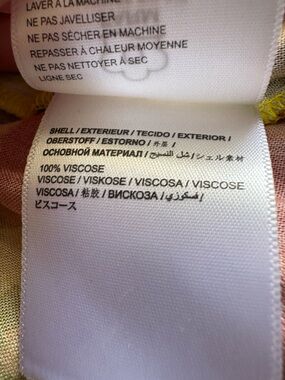 LAVER A LA MACHINE
NE PAS JAVELLISER
NE PAS SÉCHER EN MACHINE
REPASSER À CHALEUR MOYENNE
NE PAS NETTOYER À SEC
LIGNE SEC
SHELL / EXTERIEUR / TECIDO / EXTERIOR /
OBERSTOFF / ESTORNO / 外层 /
ОСНОВНОЙ МАТЕРИАЛ / شل النسيج / シェル素材
100% VISCOSE
VISCOSE / VISKOSE / VISCOSA / VISCOSE
VISCOSA / 粘胶 / ВИСКОЗА / فسكوزي /
ビスコース